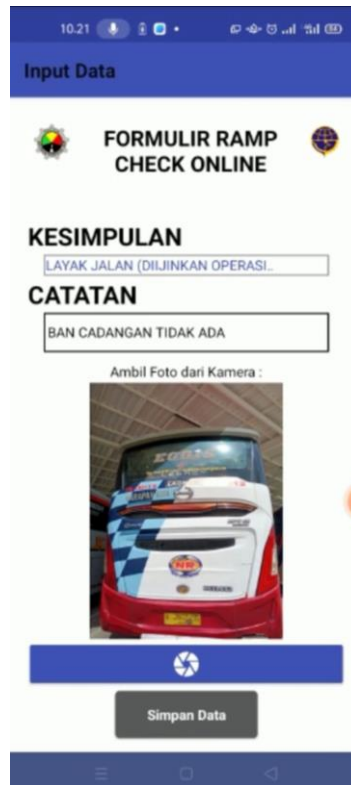 10.21
Input Data
FORMULIR RAMP
CHECK ONLINE
KESIMPULAN
LAYAK JALAN (DIIJINKAN OPERASI..
CATATAN
BAN CADANGAN TIDAK ADA
Ambil Foto dari Kamera :
NR
Simpan Data